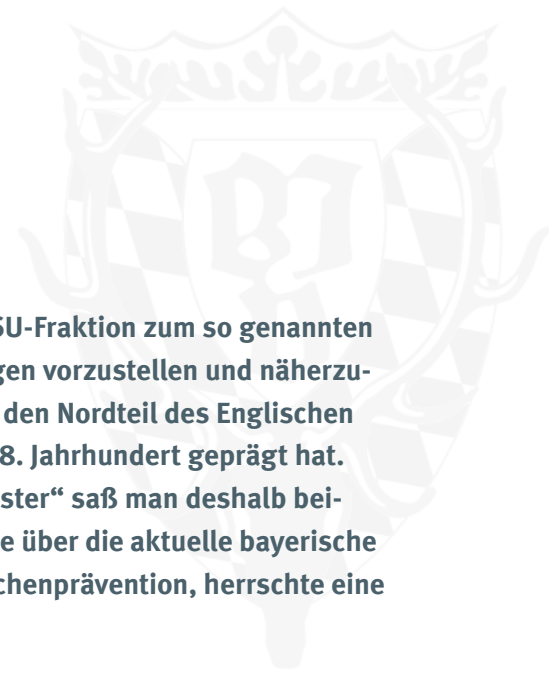 SU-Fraktion zum so genannten
gen vorzustellen und näherzu-
den Nordteil des Englischen
8. Jahrhundert geprägt hat.
ster“ saß man deshalb bei-
e über die aktuelle bayerische
chenprävention, herrschte eine